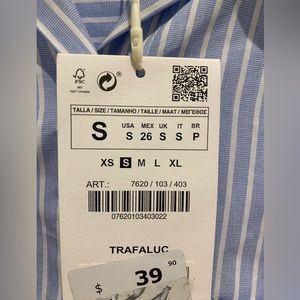 FSC
TALLA / SIZE / TAMANHO / TAILLE / MAAT / ΜΕΓΕΘΟΣ
USA MEX UK IT BR
S S 26 S S P
XS S M L XL
ART.: 7620 / 103 / 403
07620103403022
TRAFALUC
$ 39 90